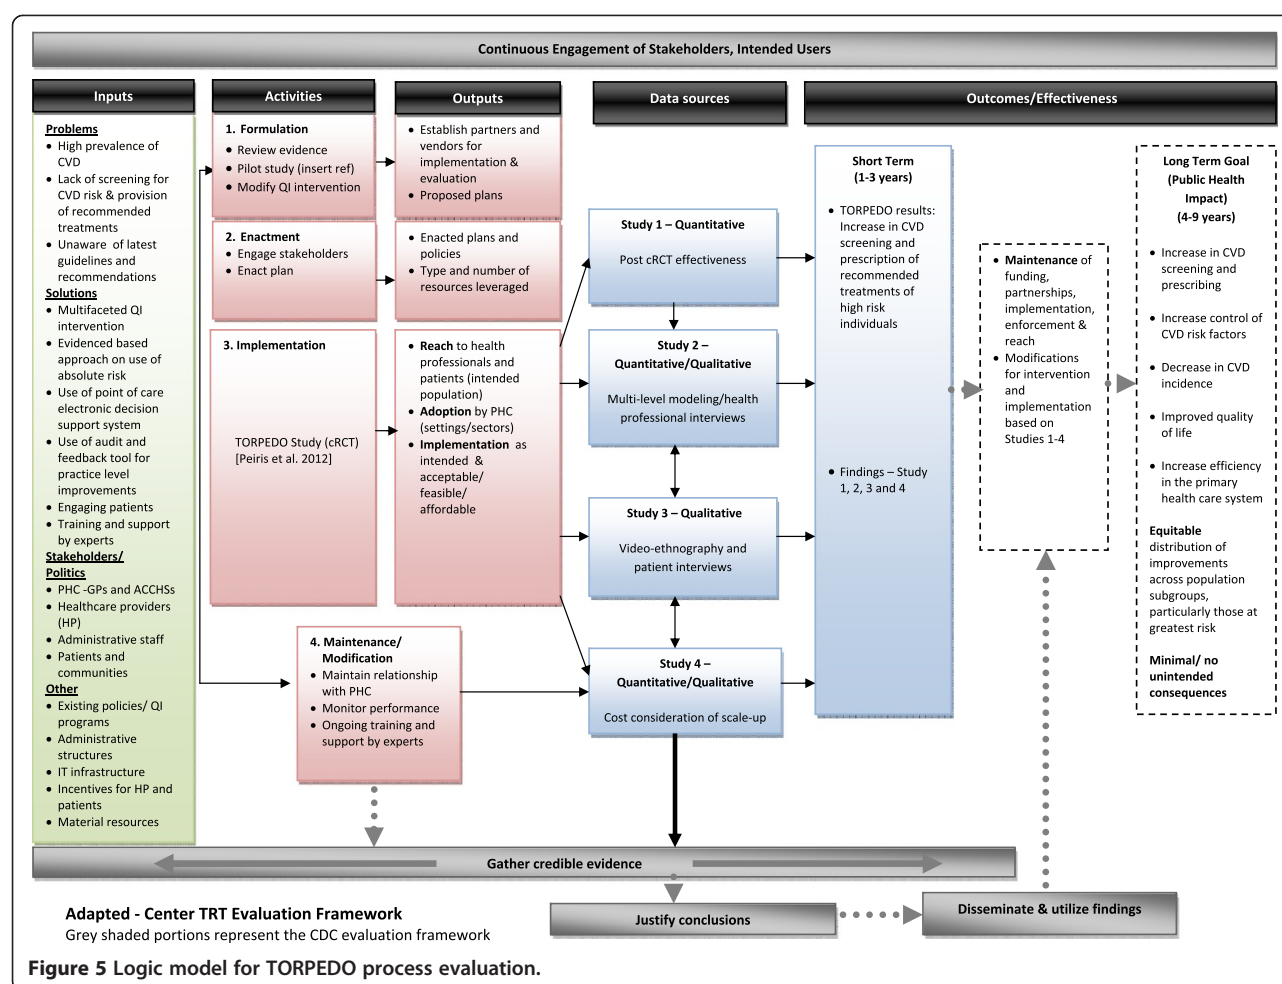 Continuous Engagement of Stakeholders, Intended Users
Inputs
Problems
• High prevalence of
CVD
• Lack of screening for
CVD risk & provision
of recommended
treatments
• Unaware of latest
guidelines and
recommendations
Solutions
• Multifaceted QI
intervention
• Evidenced based
approach on use of
absolute risk
• Use of point of care
electronic decision
support system
• Use of audit and
feedback tool for
practice level
improvements
• Engaging patients
• Training and support
by experts
Stakeholders/
Politics
• PHC -GPs and ACCHSs
• Healthcare providers
(HP)
• Administrative staff
• Patients and
communities
Other
• Existing policies/ QI
programs
• Administrative
structures
• IT infrastructure
• Incentives for HP and
patients
• Material resources
Activities
1. Formulation
• Review evidence
• Pilot study (insert ref)
• Modify QI intervention
2. Enactment
• Engage stakeholders
• Enact plan
3. Implementation
TORPEDO Study (cRCT)
[Peiris et al. 2012]
4. Maintenance/
Modification
• Maintain relationship
with PHC
• Monitor performance
• Ongoing training and
support by experts
Outputs
• Establish partners and
vendors for
implementation &
evaluation
• Proposed plans
• Enacted plans and
policies
• Type and number of
resources leveraged
• Reach to health
professionals and
patients (intended
population)
• Adoption by PHC
(settings/sectors)
• Implementation as
intended &
acceptable/
feasible/
affordable
Data sources
Study 1 – Quantitative
Post cRCT effectiveness
Study 2 –
Quantitative/Qualitative
Multi-level modeling/health
professional interviews
Study 3 – Qualitative
Video-ethnography and
patient interviews
Study 4 –
Quantitative/Qualitative
Cost consideration of scale-up
Outcomes/Effectiveness
Short Term
(1-3 years)
• TORPEDO results:
Increase in CVD
screening and
prescription of
recommended
treatments of
high risk
individuals
• Findings – Study
1, 2, 3 and 4
• Maintenance of
funding,
partnerships,
implementation,
enforcement &
reach
• Modifications
for intervention
and
implementation
based on
Studies 1-4
Long Term Goal
(Public Health
Impact)
(4-9 years)
• Increase in CVD
screening and
prescribing
• Increase control of
CVD risk factors
• Decrease in CVD
incidence
• Improved quality
of life
• Increase efficiency
in the primary
health care system
Equitable
distribution of
improvements
across population
subgroups,
particularly those at
greatest risk
Minimal/ no
unintended
consequences
Gather credible evidence
Justify conclusions
Disseminate & utilize findings
Adapted - Center TRT Evaluation Framework
Grey shaded portions represent the CDC evaluation framework
Figure 5 Logic model for TORPEDO process evaluation.